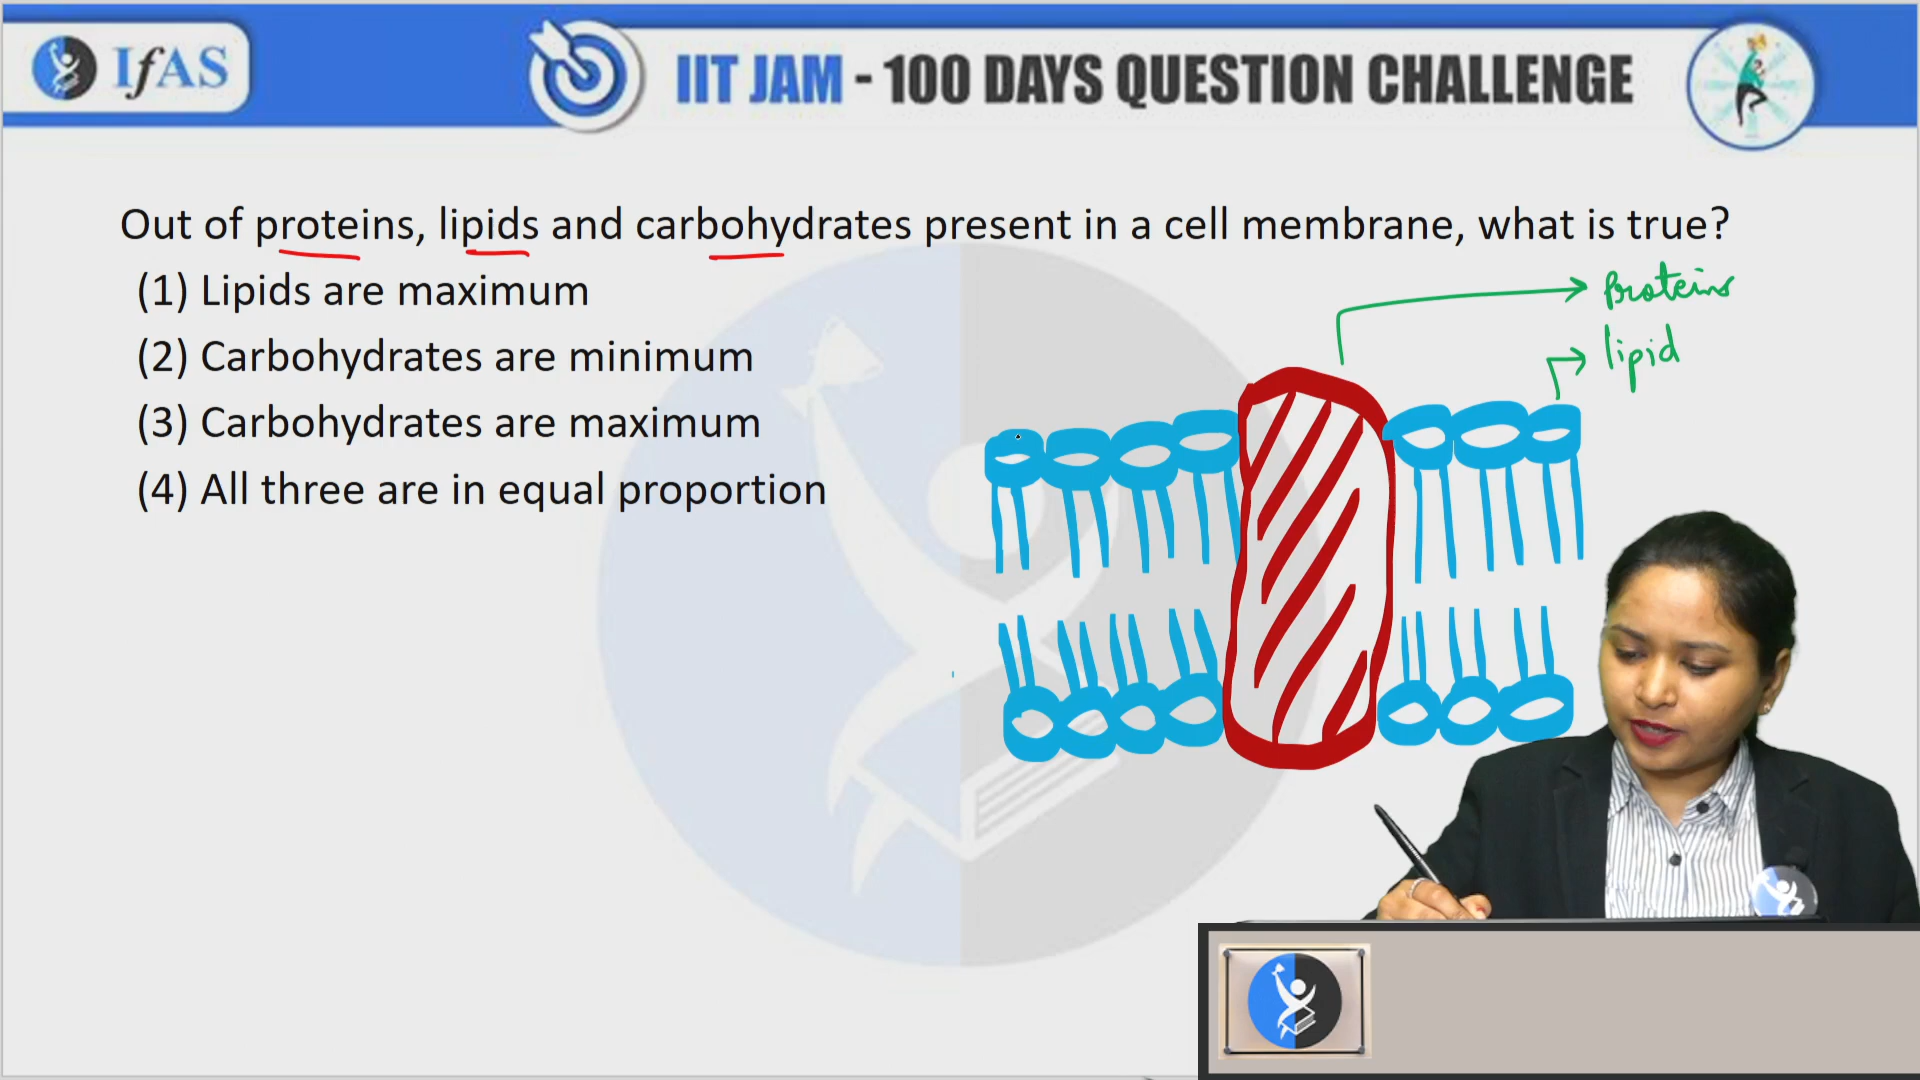 IfAS
IIT JAM - 100 DAYS QUESTION CHALLENGE
Out of proteins, lipids and carbohydrates present in a cell membrane, what is true?
(1) Lipids are maximum
(2) Carbohydrates are minimum
(3) Carbohydrates are maximum
(4) All three are in equal proportion
Proteins
lipid